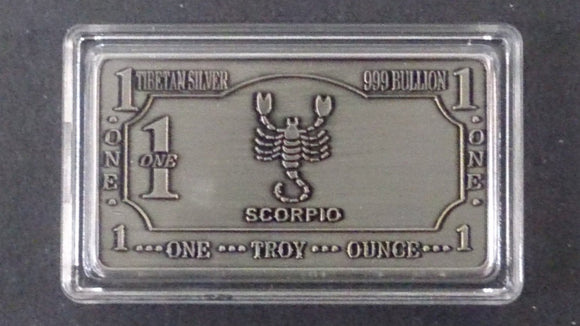 1 TIBETAN SILVER 999 BULLION 1
ONE 1 ONE ONE
SCORPIO
1 ONE TROY OUNCE 1